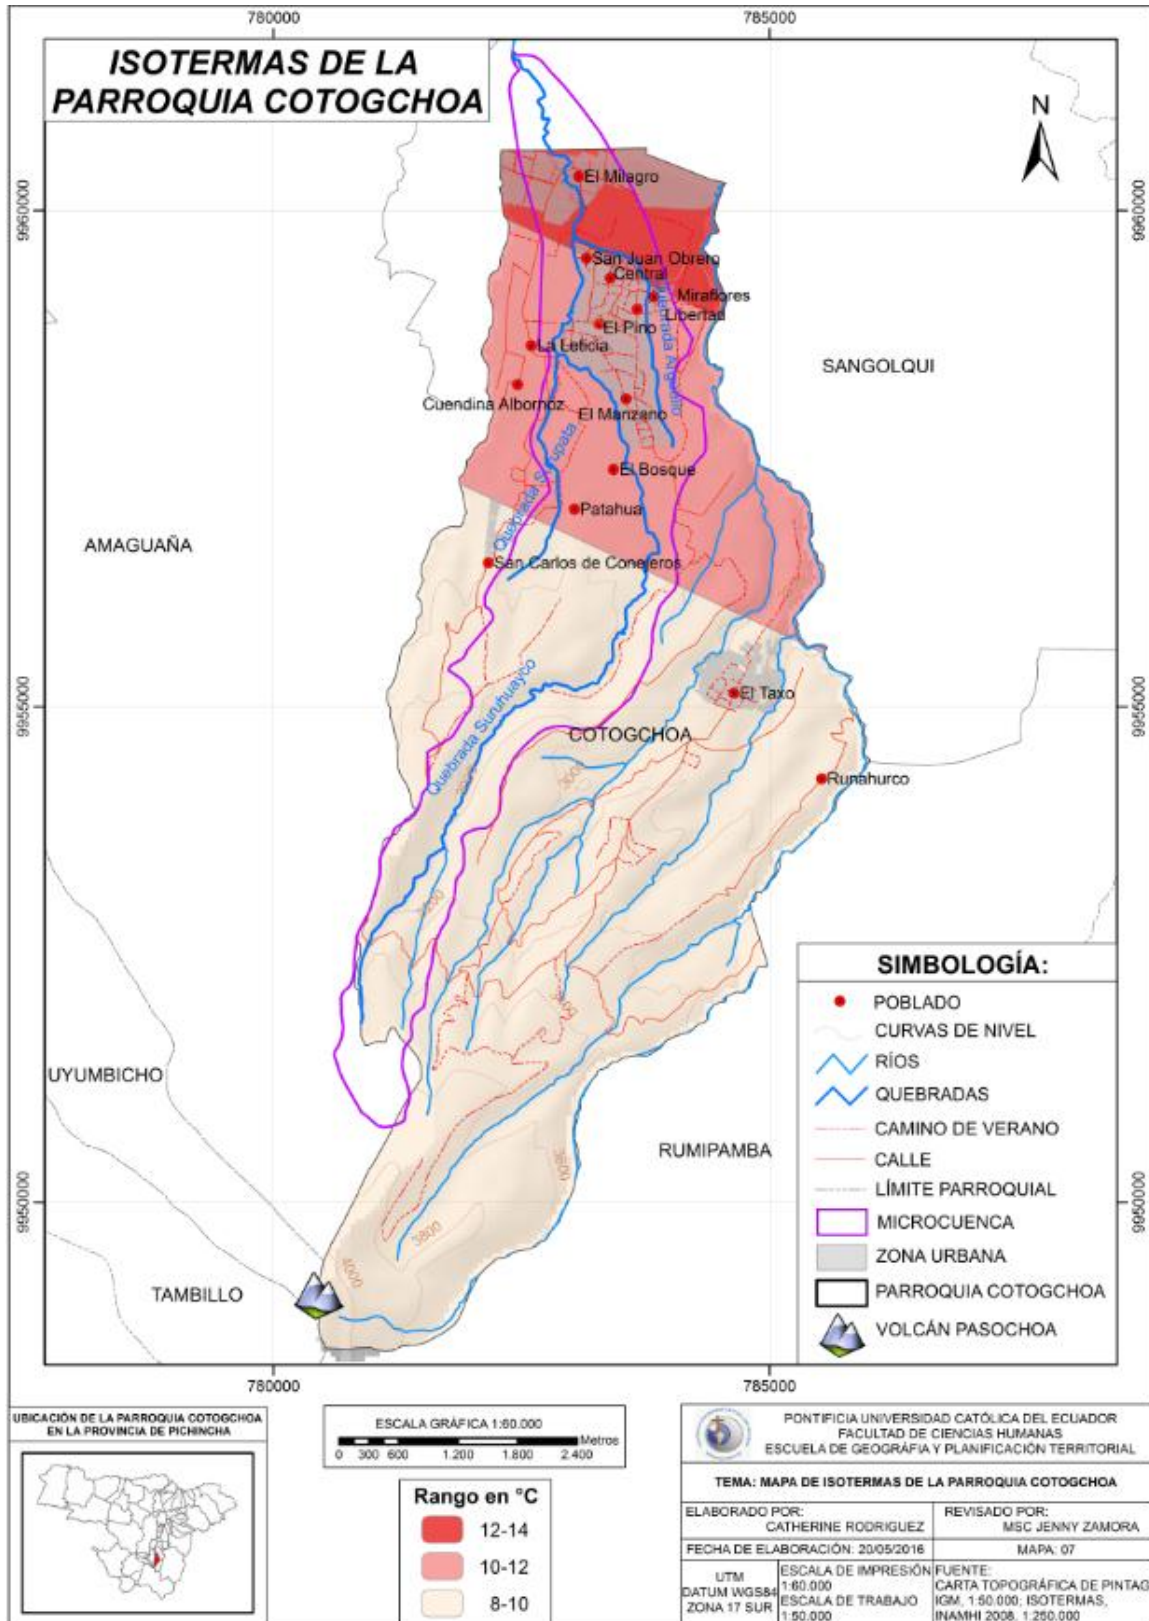 780000
785000
ISOTERMAS DE LA
PARROQUIA COTOGCHOA
N
9960000
9960000
El Milagro
San Juan Obrero
Central
Miraflores
Libertad
El Pino
La Leticia
Cuendina Albornoz
El Manzano
El Bosque
Patahua
San Carlos de Conejeros
SANGOLQUI
AMAGUAÑA
Quebrada Suruhuayco
El Taxo
9955000
9955000
COTOGCHOA
Runahurco
3000
UYUMBICHO
RUMIPAMBA
TAMBILLO
9950000
9950000
3800
3800
4000
SIMBOLOGÍA:
POBLADO
CURVAS DE NIVEL
RÍOS
QUEBRADAS
CAMINO DE VERANO
CALLE
LÍMITE PARROQUIAL
MICROCUENCA
ZONA URBANA
PARROQUIA COTOGCHOA
VOLCÁN PASOCHOA
780000
785000
UBICACIÓN DE LA PARROQUIA COTOGCHOA
EN LA PROVINCIA DE PICHINCHA
ESCALA GRÁFICA 1:60.000
Metros
0 300 600 1.200 1.800 2.400
Rango en °C
12-14
10-12
8-10
PONTIFICIA UNIVERSIDAD CATÓLICA DEL ECUADOR
FACULTAD DE CIENCIAS HUMANAS
ESCUELA DE GEOGRAFÍA Y PLANIFICACIÓN TERRITORIAL
TEMA: MAPA DE ISOTERMAS DE LA PARROQUIA COTOGCHOA
ELABORADO POR:
CATHERINE RODRIGUEZ
REVISADO POR:
MSC JENNY ZAMORA
FECHA DE ELABORACIÓN: 20/05/2016
MAPA: 07
UTM
DATUM WGS84
ZONA 17 SUR
ESCALA DE IMPRESIÓN
1:60.000
ESCALA DE TRABAJO
1:50.000
FUENTE:
CARTA TOPOGRÁFICA DE PINTAG
IGM, 1:50.000; ISOTERMAS,
INAMHI 2008. 1:250.000